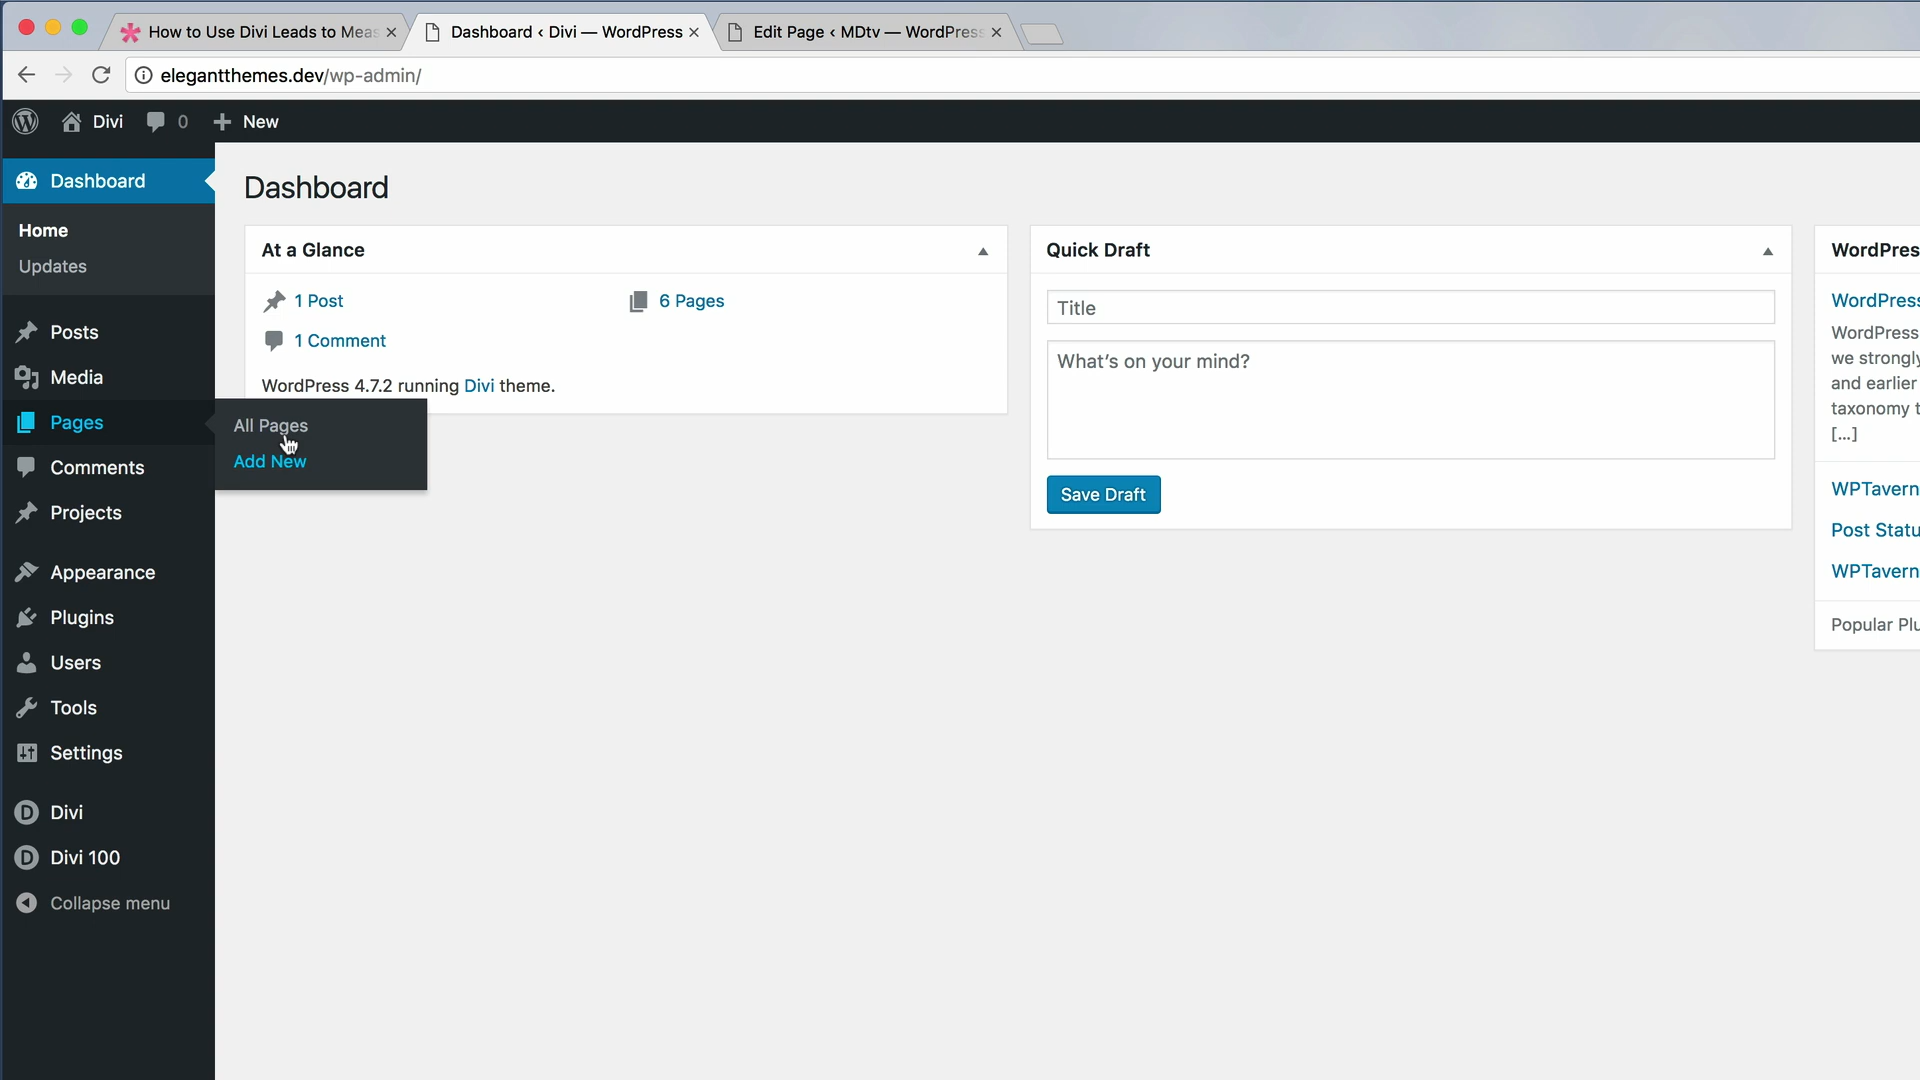 How to Use Divi Leads to Meas
Dashboard ‹ Divi — WordPress
Edit Page ‹ MDtv — WordPress
elegantthemes.dev/wp-admin/
Divi
0
New
Dashboard
Home
Updates
Posts
Media
Pages
Comments
Projects
Appearance
Plugins
Users
Tools
Settings
Divi
Divi 100
Collapse menu
All Pages
Add New
Dashboard
At a Glance
1 Post
6 Pages
1 Comment
WordPress 4.7.2 running Divi theme.
Quick Draft
Title
What's on your mind?
Save Draft
WordPres
WordPress
WordPress
we strongly
and earlier
taxonomy t
[...]
WPTavern
Post Statu
WPTavern
Popular Plu